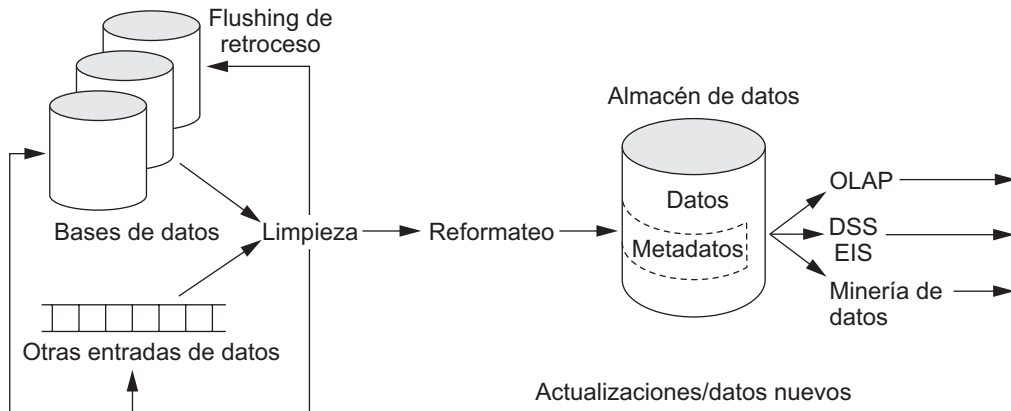 Flushing de
retroceso
Almacén de datos
Bases de datos
Limpieza
Reformateo
Datos
Metadatos
OLAP
DSS
EIS
Minería de
datos
Otras entradas de datos
Actualizaciones/datos nuevos